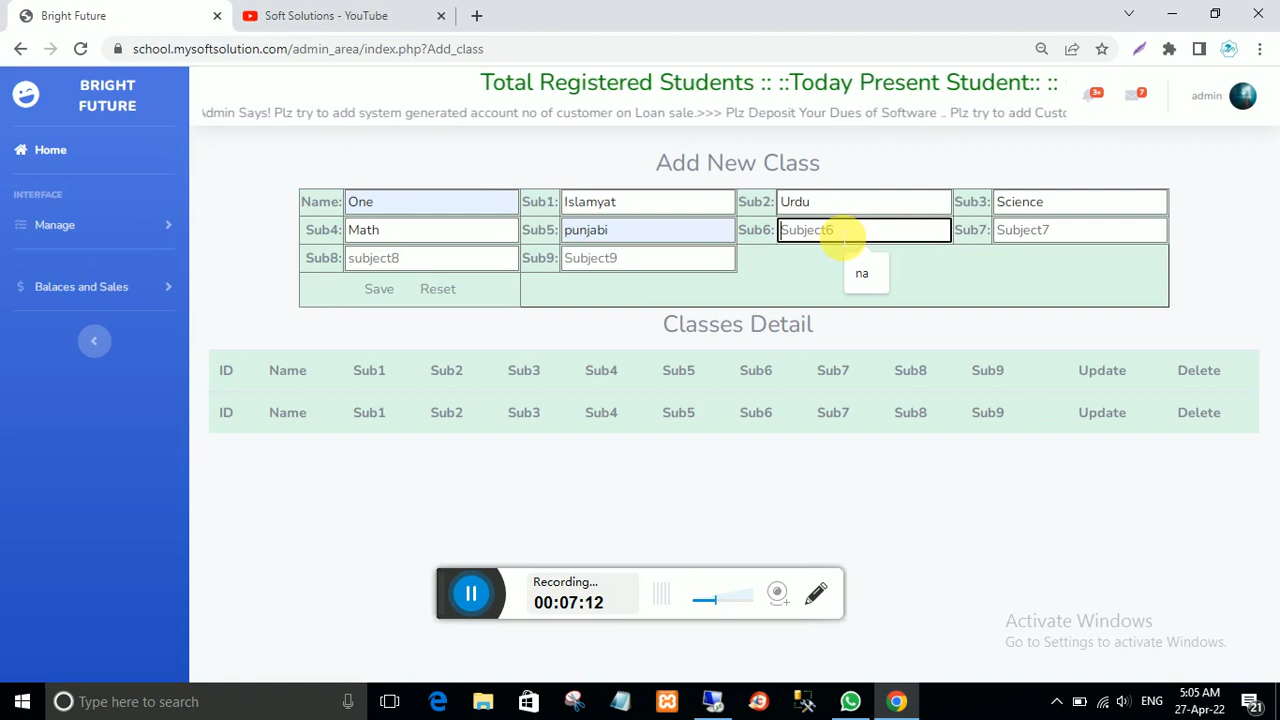 Bright Future
Soft Solutions - YouTube
school.mysoftsolution.com/admin_area/index.php?Add_class
BRIGHT
FUTURE
Home
INTERFACE
Manage
Balaces and Sales
Total Registered Students :: ::Today Present Student:: ::
Admin Says! Plz try to add system generated account no of customer on Loan sale.>>> Plz Deposit Your Dues of Software .. Plz try to add Custo
3+
7
admin
Add New Class
Name: One Sub1: Islamyat Sub2: Urdu Sub3: Science
Sub4: Math Sub5: punjabi Sub6: Subject6 Sub7: Subject7
Sub8: subject8 Sub9: Subject9
na
Save Reset
Classes Detail
ID Name Sub1 Sub2 Sub3 Sub4 Sub5 Sub6 Sub7 Sub8 Sub9 Update Delete
ID Name Sub1 Sub2 Sub3 Sub4 Sub5 Sub6 Sub7 Sub8 Sub9 Update Delete
Recording...
00:07:12
Activate Windows
Go to Settings to activate Windows.
Type here to search
ENG
5:05 AM
27-Apr-22
21